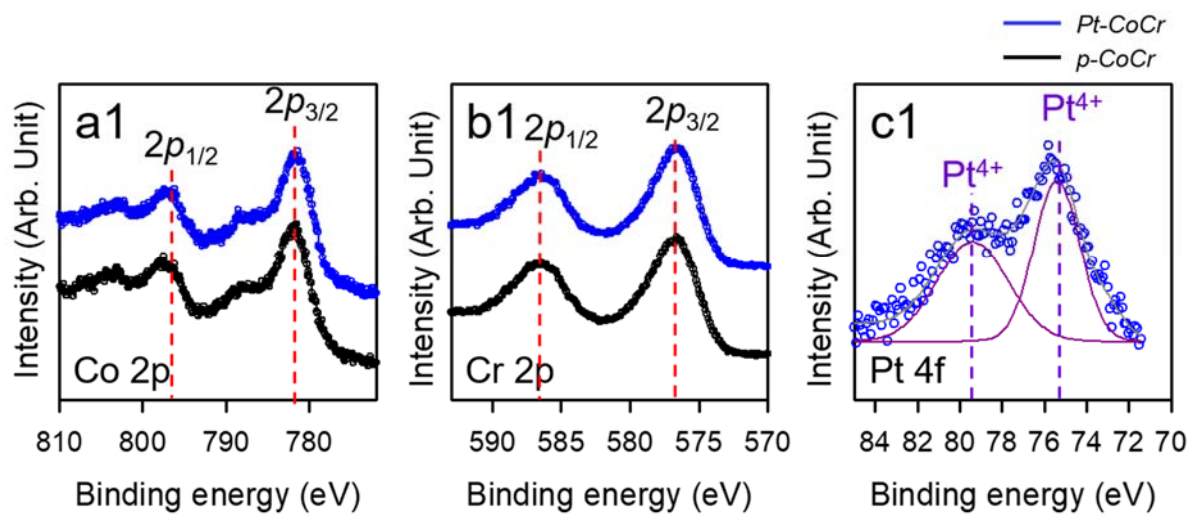 Pt-CoCr
p-CoCr
a1
2p1/2
2p3/2
Co 2p
Intensity (Arb. Unit)
810 800 790 780
Binding energy (eV)
b1
2p1/2
2p3/2
Cr 2p
Intensity (Arb. Unit)
590 585 580 575 570
Binding energy (eV)
c1
Pt4+
Pt4+
Pt 4f
Intensity (Arb. Unit)
84 82 80 78 76 74 72 70
Binding energy (eV)